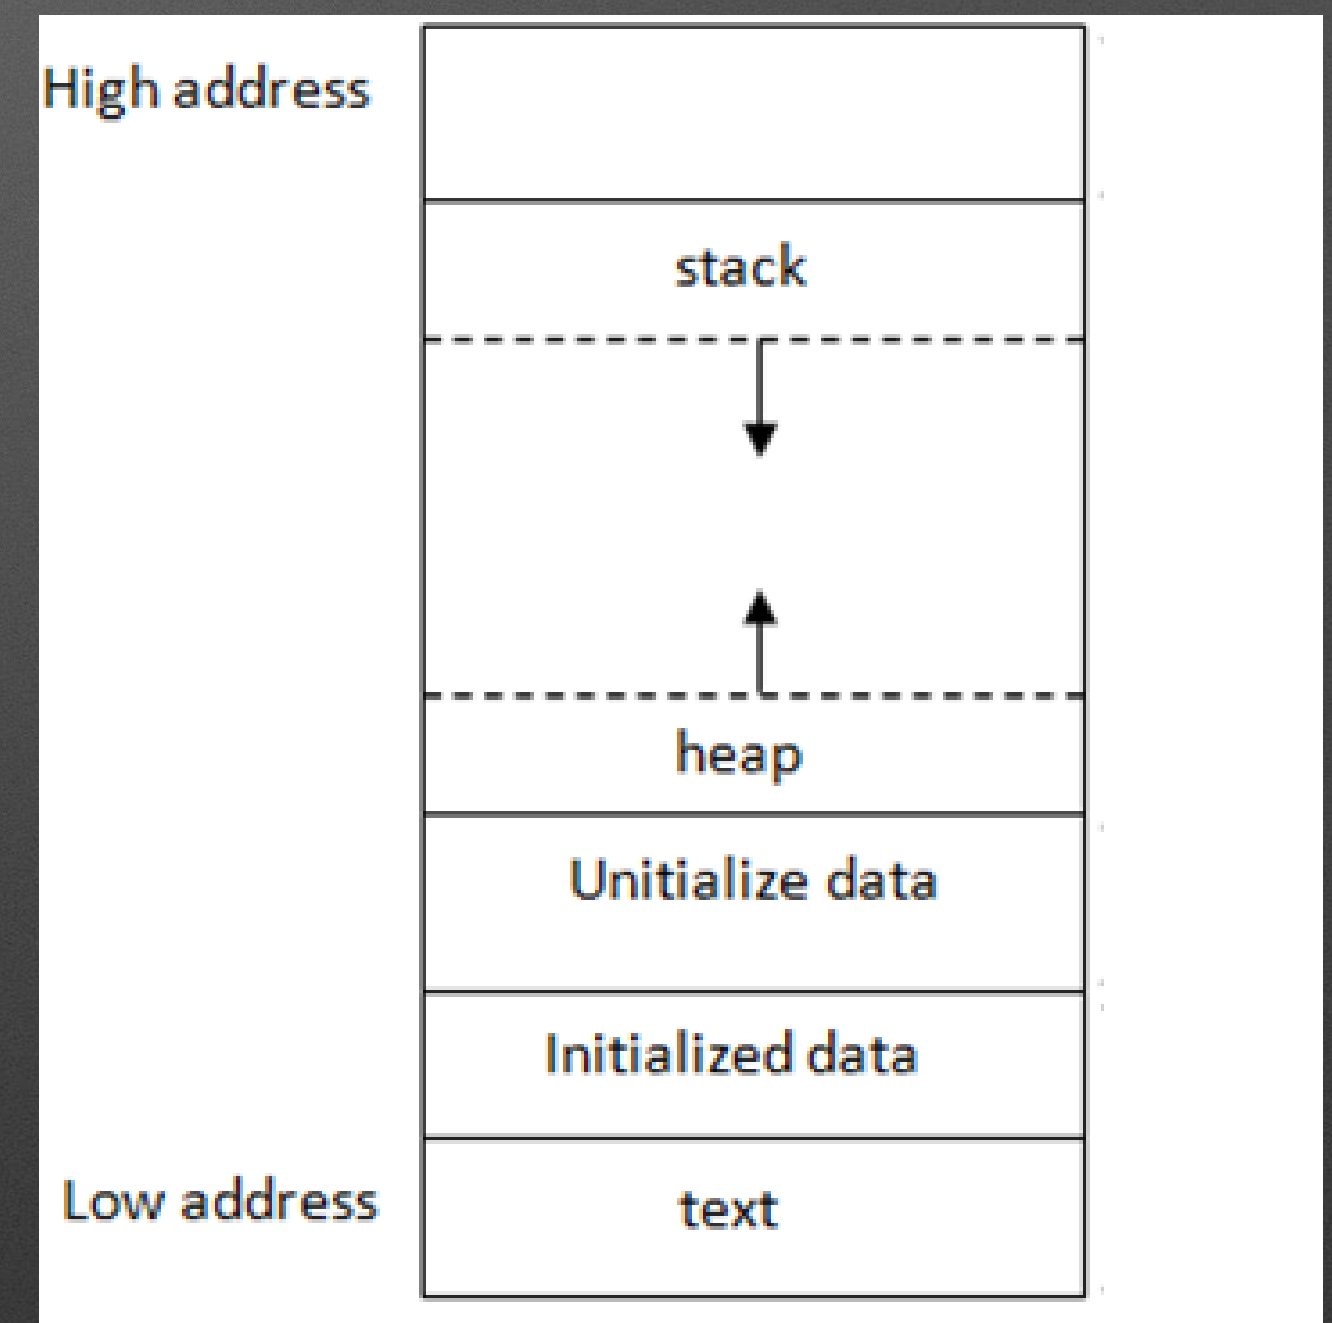 High address
stack
heap
Unitialize data
Initialized data
Low address
text